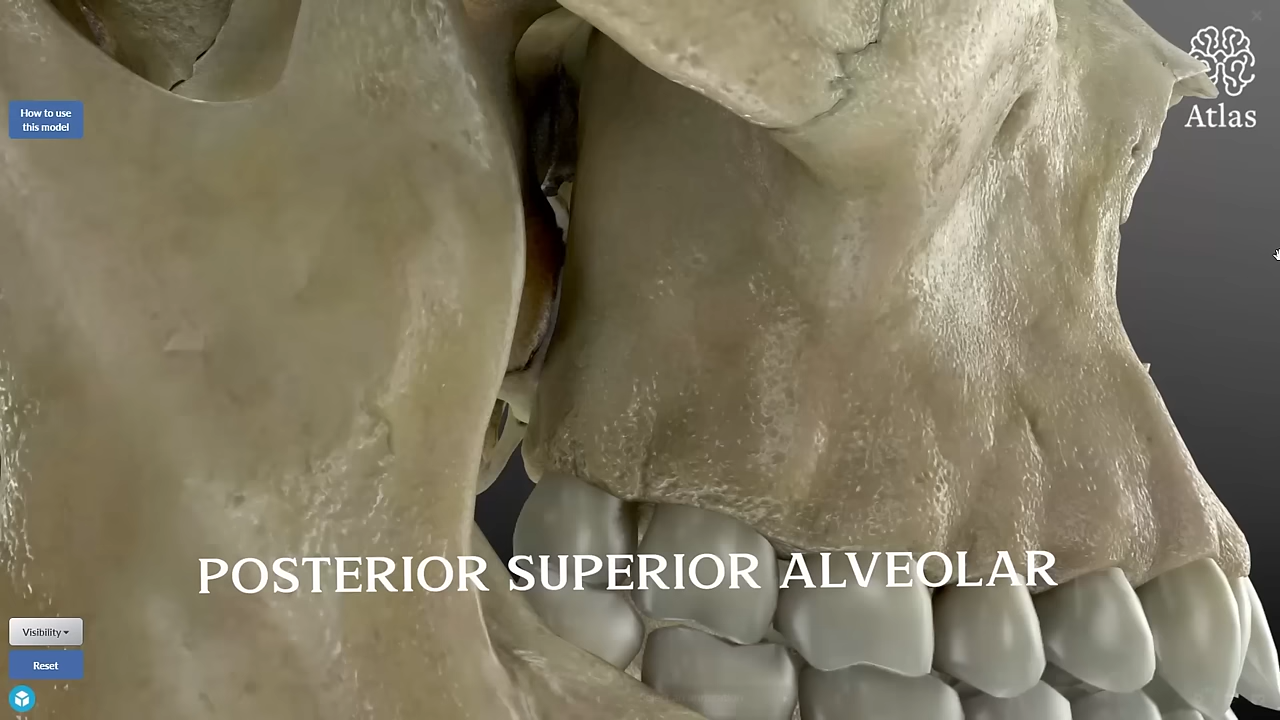 How to use
this model
Atlas
POSTERIOR SUPERIOR ALVEOLAR
Visibility
Reset